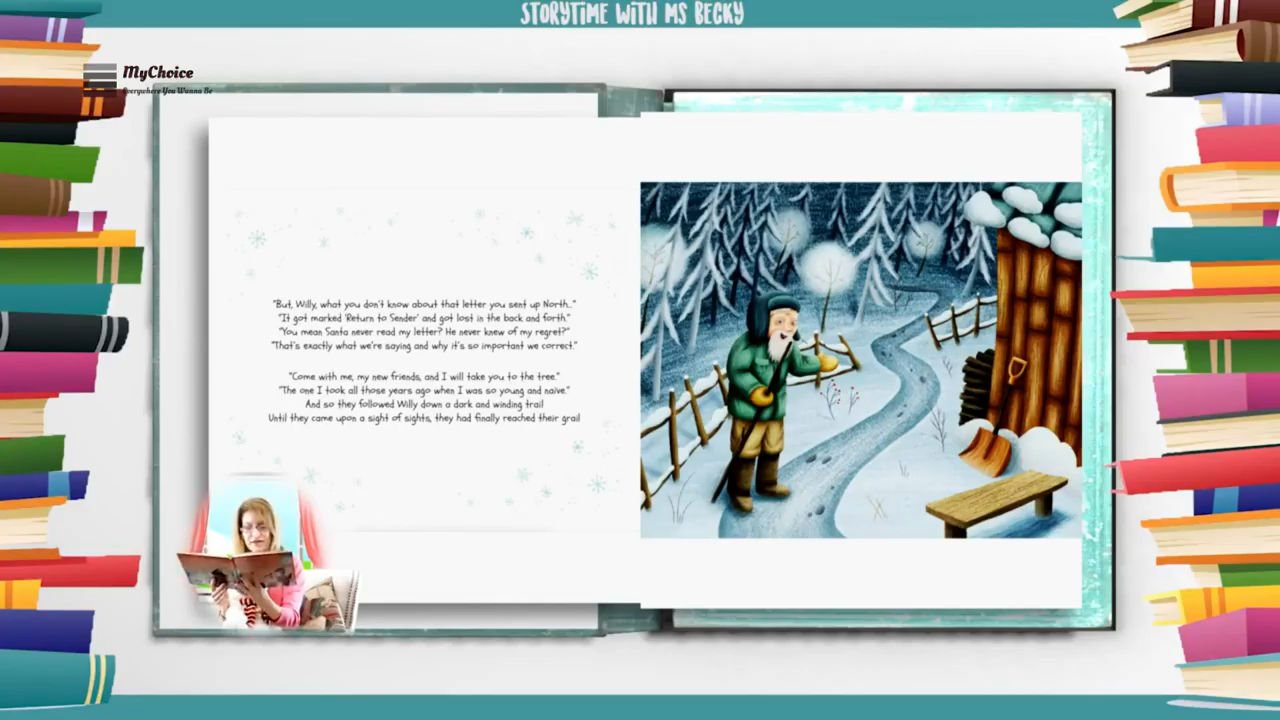 STORYTIME WITH MS BECKY
MyChoice
Everywhere You Wanna Be
"But, Willy, what you don't know about that letter you sent up North..."
"It got marked 'Return to Sender' and got lost in the back and forth."
"You mean Santa never read my letter? He never knew of my regret?"
"That's exactly what we're saying and why it's so important we correct."
"Come with me, my new friends, and I will take you to the tree."
"The one I took all those years ago when I was so young and naive."
And so they followed Willy down a dark and winding trail
Until they came upon a sight of sights, they had finally reached their grail